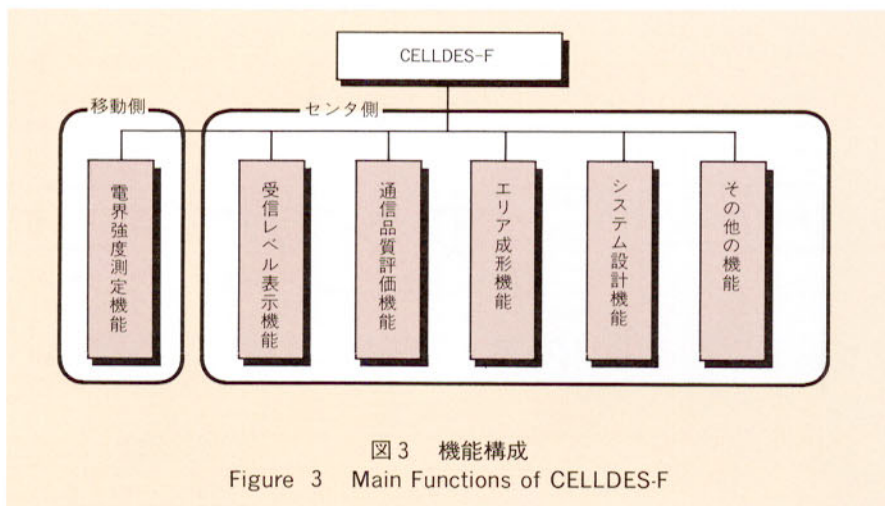 CELLDES-F
移動側
センタ側
電界強度測定機能
受信レベル表示機能
通信品質評価機能
エリア成形機能
システム設計機能
その他の機能
図3 機能構成
Figure 3 Main Functions of CELLDES-F